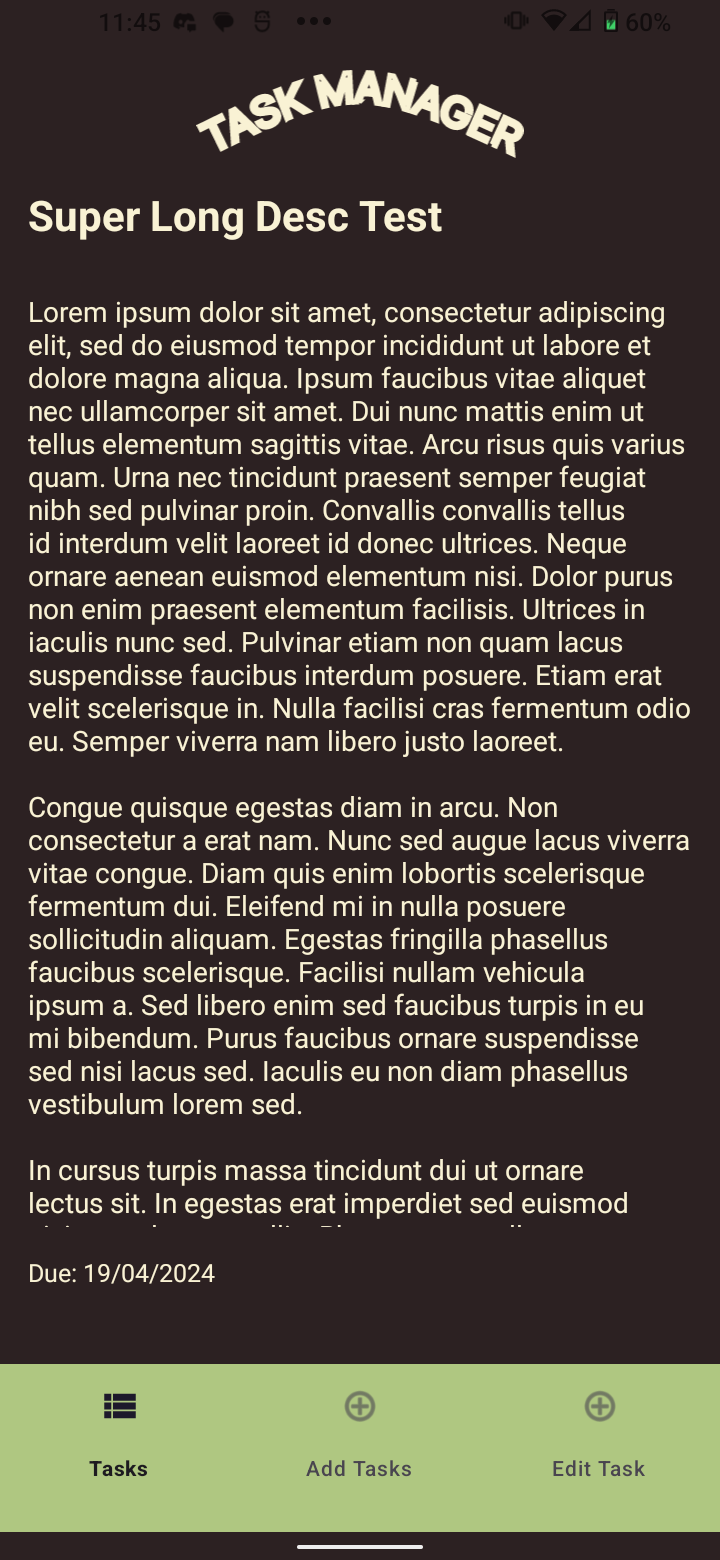 11:45
60%
TASK MANAGER
Super Long Desc Test
Lorem ipsum dolor sit amet, consectetur adipiscing
elit, sed do eiusmod tempor incididunt ut labore et
dolore magna aliqua. Ipsum faucibus vitae aliquet
nec ullamcorper sit amet. Dui nunc mattis enim ut
tellus elementum sagittis vitae. Arcu risus quis varius
quam. Urna nec tincidunt praesent semper feugiat
nibh sed pulvinar proin. Convallis convallis tellus
id interdum velit laoreet id donec ultrices. Neque
ornare aenean euismod elementum nisi. Dolor purus
non enim praesent elementum facilisis. Ultrices in
iaculis nunc sed. Pulvinar etiam non quam lacus
suspendisse faucibus interdum posuere. Etiam erat
velit scelerisque in. Nulla facilisi cras fermentum odio
eu. Semper viverra nam libero justo laoreet.
Congue quisque egestas diam in arcu. Non
consectetur a erat nam. Nunc sed augue lacus viverra
vitae congue. Diam quis enim lobortis scelerisque
fermentum dui. Eleifend mi in nulla posuere
sollicitudin aliquam. Egestas fringilla phasellus
faucibus scelerisque. Facilisi nullam vehicula
ipsum a. Sed libero enim sed faucibus turpis in eu
mi bibendum. Purus faucibus ornare suspendisse
sed nisi lacus sed. Iaculis eu non diam phasellus
vestibulum lorem sed.
In cursus turpis massa tincidunt dui ut ornare
lectus sit. In egestas erat imperdiet sed euismod
Due: 19/04/2024
Tasks
Add Tasks
Edit Task